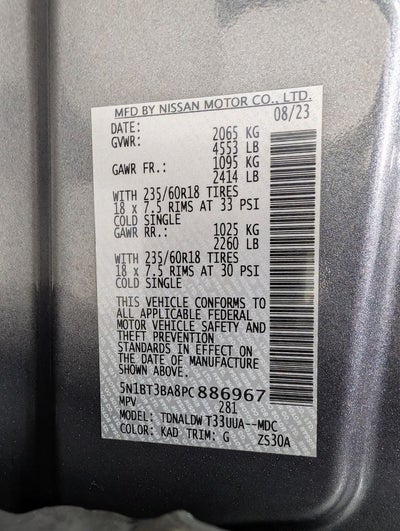 MFD BY NISSAN MOTOR CO., LTD.
DATE: 08/23
GVWR: 2065 KG
4553 LB
GAWR FR.: 1095 KG
2414 LB
WITH 235/60R18 TIRES
18 x 7.5 RIMS AT 33 PSI
COLD SINGLE
GAWR RR.: 1025 KG
2260 LB
WITH 235/60R18 TIRES
18 x 7.5 RIMS AT 30 PSI
COLD SINGLE
THIS VEHICLE CONFORMS TO
ALL APPLICABLE FEDERAL
MOTOR VEHICLE SAFETY AND
THEFT PREVENTION
STANDARDS IN EFFECT ON
THE DATE OF MANUFACTURE
SHOWN ABOVE.
5N1BT3BA8PC886967
MPV 281
MODEL: TDNALDW T33UUA--MDC
COLOR: KAD TRIM: G ZS30A